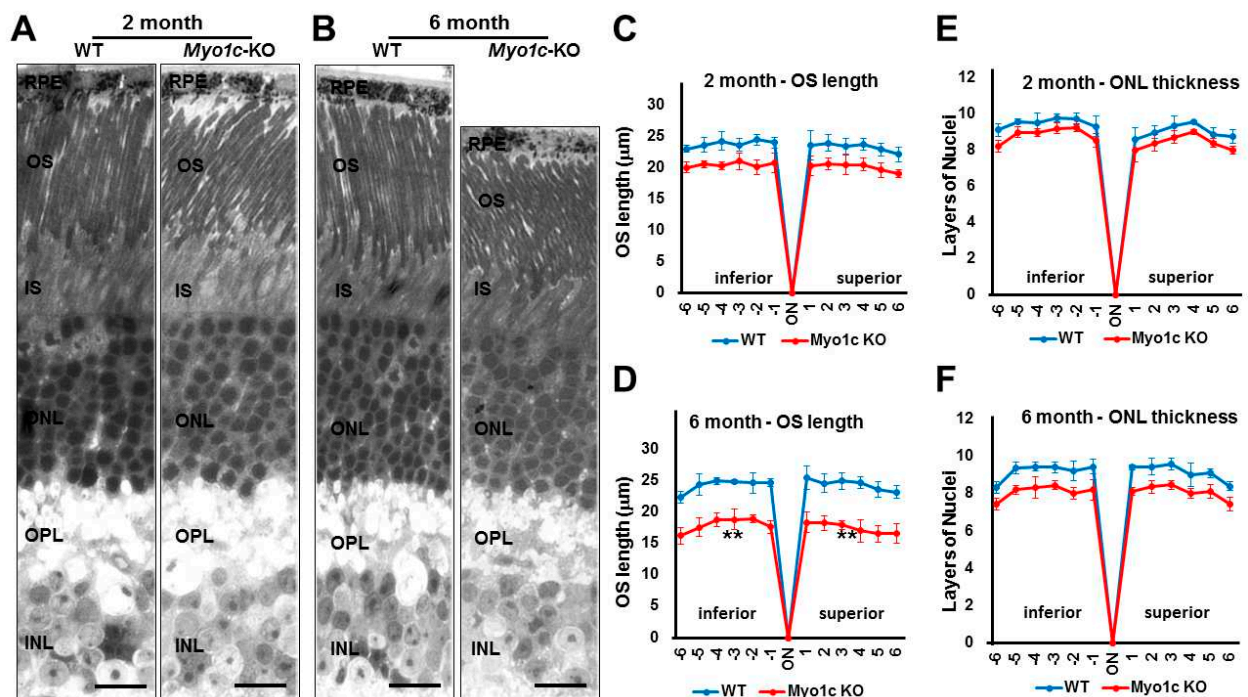 A
2 month
WT
Myo1c-KO
RPE
OS
IS
ONL
OPL
INL
B
6 month
WT
Myo1c-KO
RPE
OS
IS
ONL
OPL
INL
RPE
OS
IS
ONL
OPL
INL
C
2 month - OS length
OS length (µm)
30
25
20
15
10
5
0
inferior
superior
-6 -5 -4 -3 -2 -1 ON 1 2 3 4 5 6
WT
Myo1c KO
D
6 month - OS length
OS length (µm)
30
25
20
15
10
5
0
**
**
inferior
superior
-6 -5 -4 -3 -2 -1 ON 1 2 3 4 5 6
WT
Myo1c KO
E
2 month - ONL thickness
Layers of Nuclei
12
10
8
6
4
2
0
inferior
superior
-6 -5 -4 -3 -2 -1 ON 1 2 3 4 5 6
WT
Myo1c KO
F
6 month - ONL thickness
Layers of Nuclei
12
10
8
6
4
2
0
inferior
superior
-6 -5 -4 -3 -2 -1 ON 1 2 3 4 5 6
WT
Myo1c KO